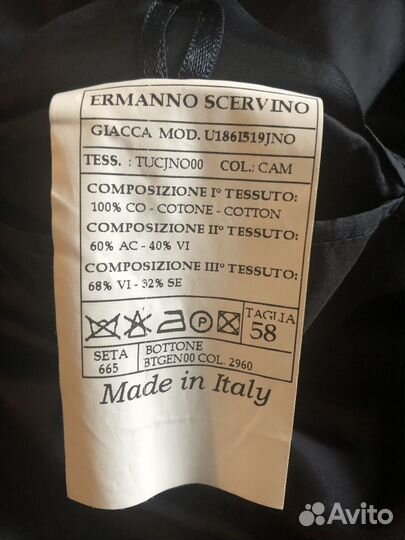 ERMANNO SCERVINO
GIACCA MOD. U186I519JNO
TESS. : TUCJNO00 COL.: CAM
COMPOSIZIONE I° TESSUTO:
100% CO - COTONE - COTTON
COMPOSIZIONE II° TESSUTO:
60% AC - 40% VI
COMPOSIZIONE III° TESSUTO:
68% VI - 32% SE
P
TAGLIA
58
SETA
665
BOTTONE
BTGEN00 COL. 2960
Made in Italy
Avito